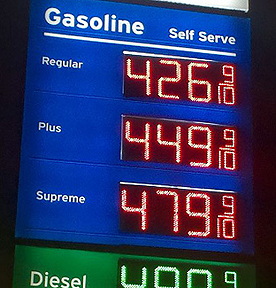 Gasoline
Self Serve
Regular 426 9/10
Plus 449 9/10
Supreme 479 9/10
Diesel